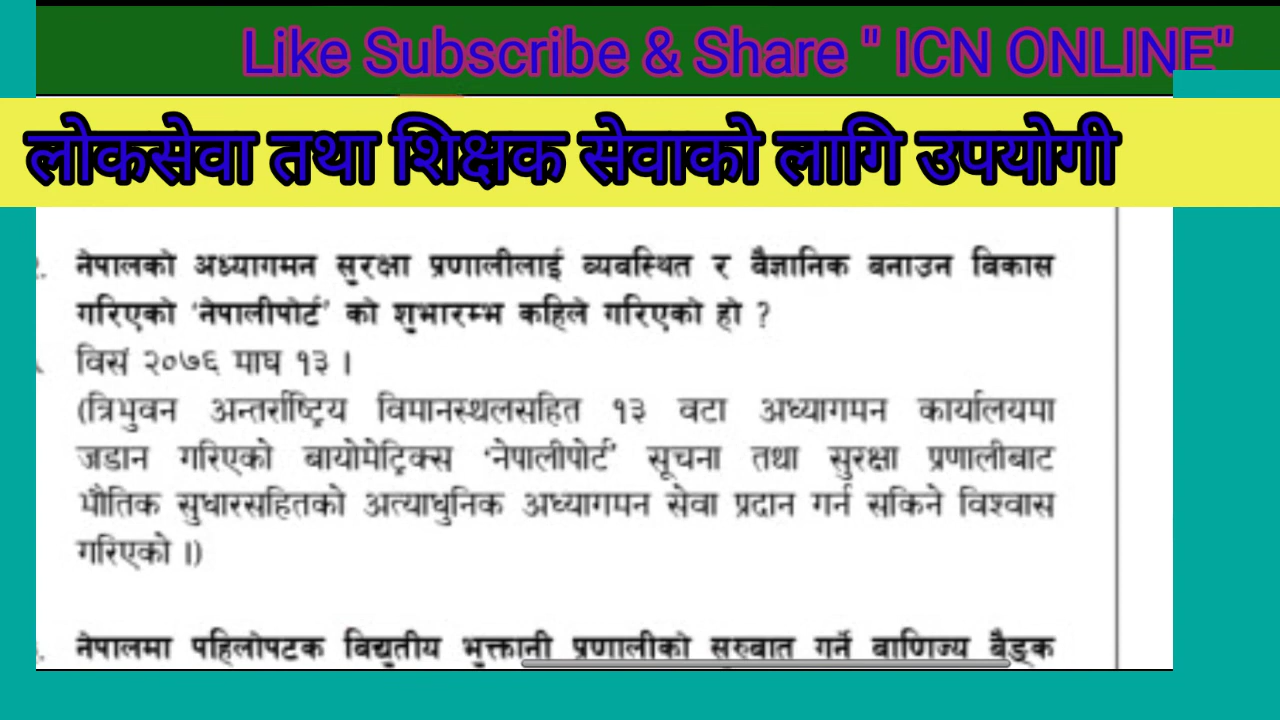 Like Subscribe & Share " ICN ONLINE"
लोकसेवा तथा शिक्षक सेवाको लागि उपयोगी
नेपालको अध्यागमन सुरक्षा प्रणालीलाई व्यवस्थित र वैज्ञानिक बनाउन विकास
गरिएको ‘नेपालीपोर्ट’ को शुभारम्भ कहिले गरिएको हो ?
विसं २०७६ माघ १३ ।
(त्रिभुवन अन्तर्राष्ट्रिय विमानस्थलसहित १३ वटा अध्यागमन कार्यालयमा
जडान गरिएको बायोमेट्रिक्स ‘नेपालीपोर्ट’ सूचना तथा सुरक्षा प्रणालीबाट
भौतिक सुधारसहितको अत्याधुनिक अध्यागमन सेवा प्रदान गर्न सकिने विश्वास
गरिएको ।)
नेपालमा पहिलोपटक विद्युतीय भुक्तानी प्रणालीको सुरुवात गर्ने वाणिज्य बैङ्क